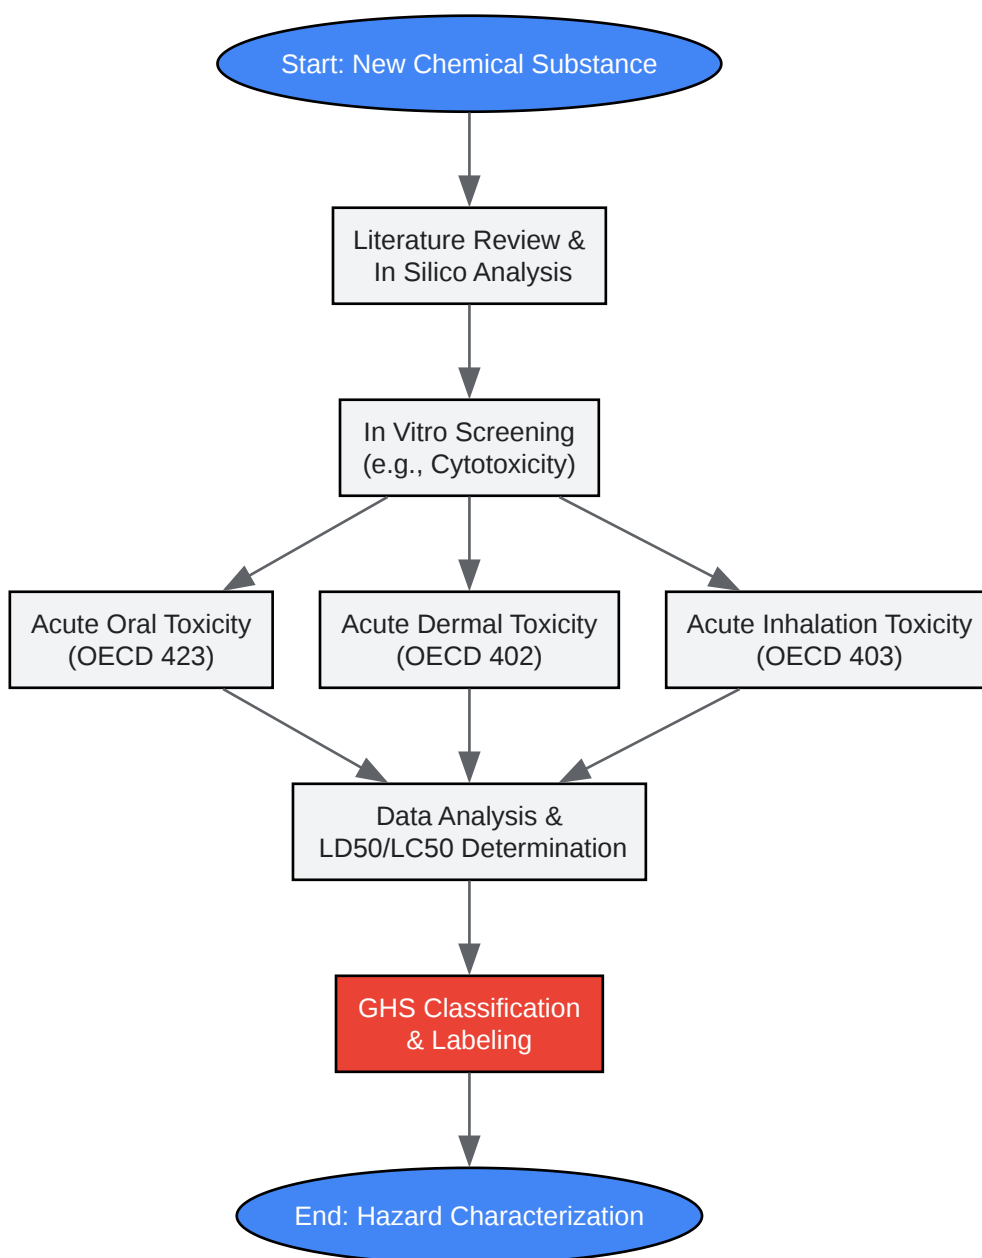 Start: New Chemical Substance
Literature Review &
In Silico Analysis
In Vitro Screening
(e.g., Cytotoxicity)
Acute Oral Toxicity
(OECD 423)
Acute Dermal Toxicity
(OECD 402)
Acute Inhalation Toxicity
(OECD 403)
Data Analysis &
LD50/LC50 Determination
GHS Classification
& Labeling
End: Hazard Characterization